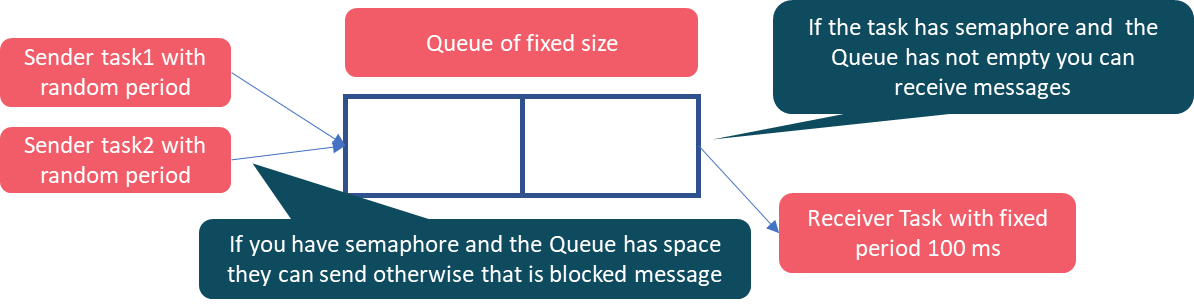 Sender task1 with
random period
Sender task2 with
random period
Queue of fixed size
If the task has semaphore and the
Queue has not empty you can
receive messages
If you have semaphore and the Queue has space
they can send otherwise that is blocked message
Receiver Task with fixed
period 100 ms